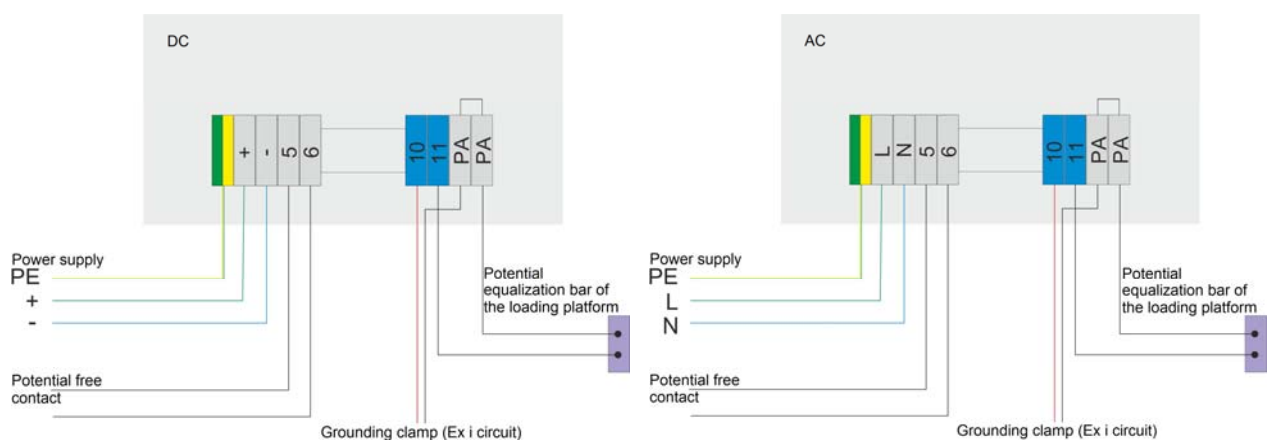 DC
+
-
5
6
10
11
PA
PA
Power supply
PE
+
-
Potential
equalization bar of
the loading platform
Potential free
contact
Grounding clamp (Ex i circuit)
AC
L
N
5
6
10
11
PA
PA
Power supply
PE
L
N
Potential
equalization bar of
the loading platform
Potential free
contact
Grounding clamp (Ex i circuit)